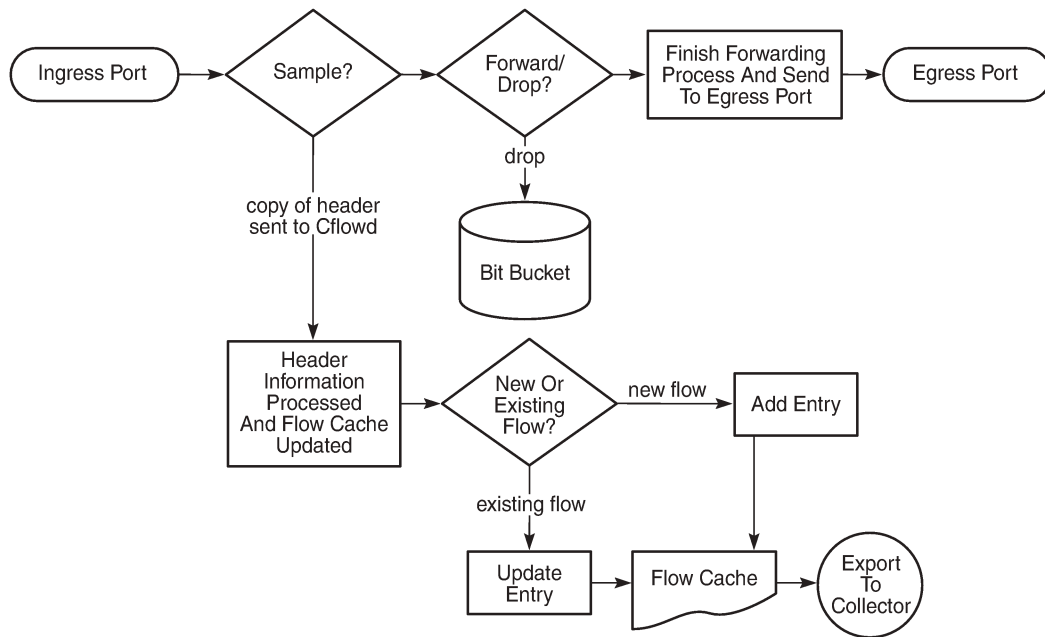 Ingress Port
Sample?
Forward/
Drop?
Finish Forwarding
Process And Send
To Egress Port
Egress Port
drop
copy of header
sent to Cflowd
Bit Bucket
Header
Information
Processed
And Flow Cache
Updated
New Or
Existing
Flow?
new flow
Add Entry
existing flow
Update
Entry
Flow Cache
Export
To
Collector